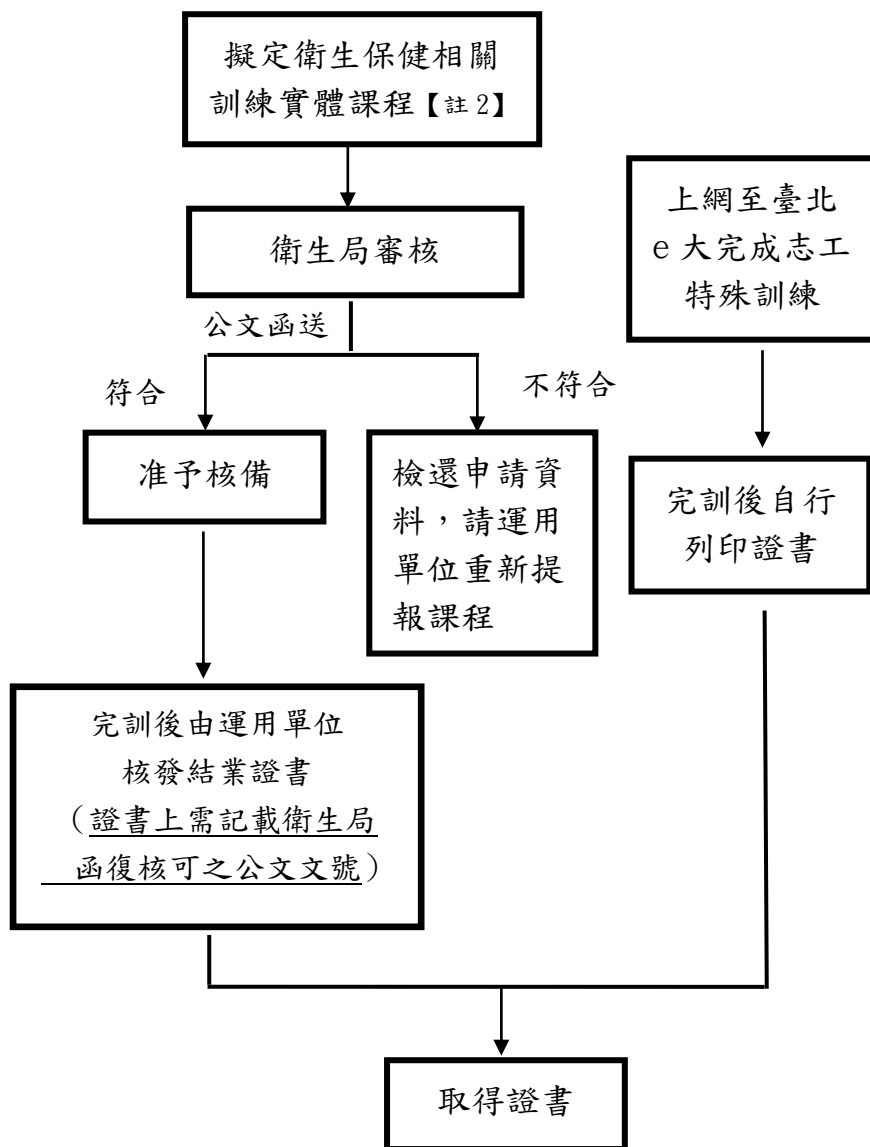 擬定衛生保健相關
訓練實體課程【註 2】
上網至臺北
e 大完成志工
特殊訓練
衛生局審核
公文函送
符合
不符合
准予核備
檢還申請資
料，請運用
單位重新提
報課程
完訓後自行
列印證書
完訓後由運用單位
核發結業證書
（證書上需記載衛生局
函復核可之公文文號）
取得證書